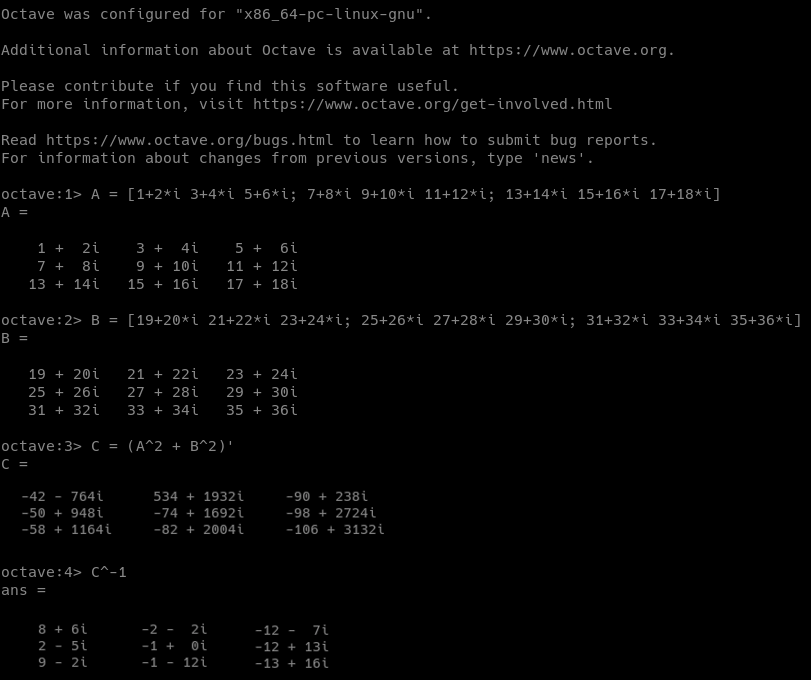 Octave was configured for "x86_64-pc-linux-gnu".
Additional information about Octave is available at https://www.octave.org.
Please contribute if you find this software useful.
For more information, visit https://www.octave.org/get-involved.html
Read https://www.octave.org/bugs.html to learn how to submit bug reports.
For information about changes from previous versions, type 'news'.
octave:1> A = [1+2*i 3+4*i 5+6*i; 7+8*i 9+10*i 11+12*i; 13+14*i 15+16*i 17+18*i]
A =
1 + 2i 3 + 4i 5 + 6i
7 + 8i 9 + 10i 11 + 12i
13 + 14i 15 + 16i 17 + 18i
octave:2> B = [19+20*i 21+22*i 23+24*i; 25+26*i 27+28*i 29+30*i; 31+32*i 33+34*i 35+36*i]
B =
19 + 20i 21 + 22i 23 + 24i
25 + 26i 27 + 28i 29 + 30i
31 + 32i 33 + 34i 35 + 36i
octave:3> C = (A^2 + B^2)'
C =
-42 - 764i 534 + 1932i -90 + 238i
-50 + 948i -74 + 1692i -98 + 2724i
-58 + 1164i -82 + 2004i -106 + 3132i
octave:4> C^-1
ans =
8 + 6i -2 - 2i -12 - 7i
2 - 5i -1 + 0i -12 + 13i
9 - 2i -1 - 12i -13 + 16i